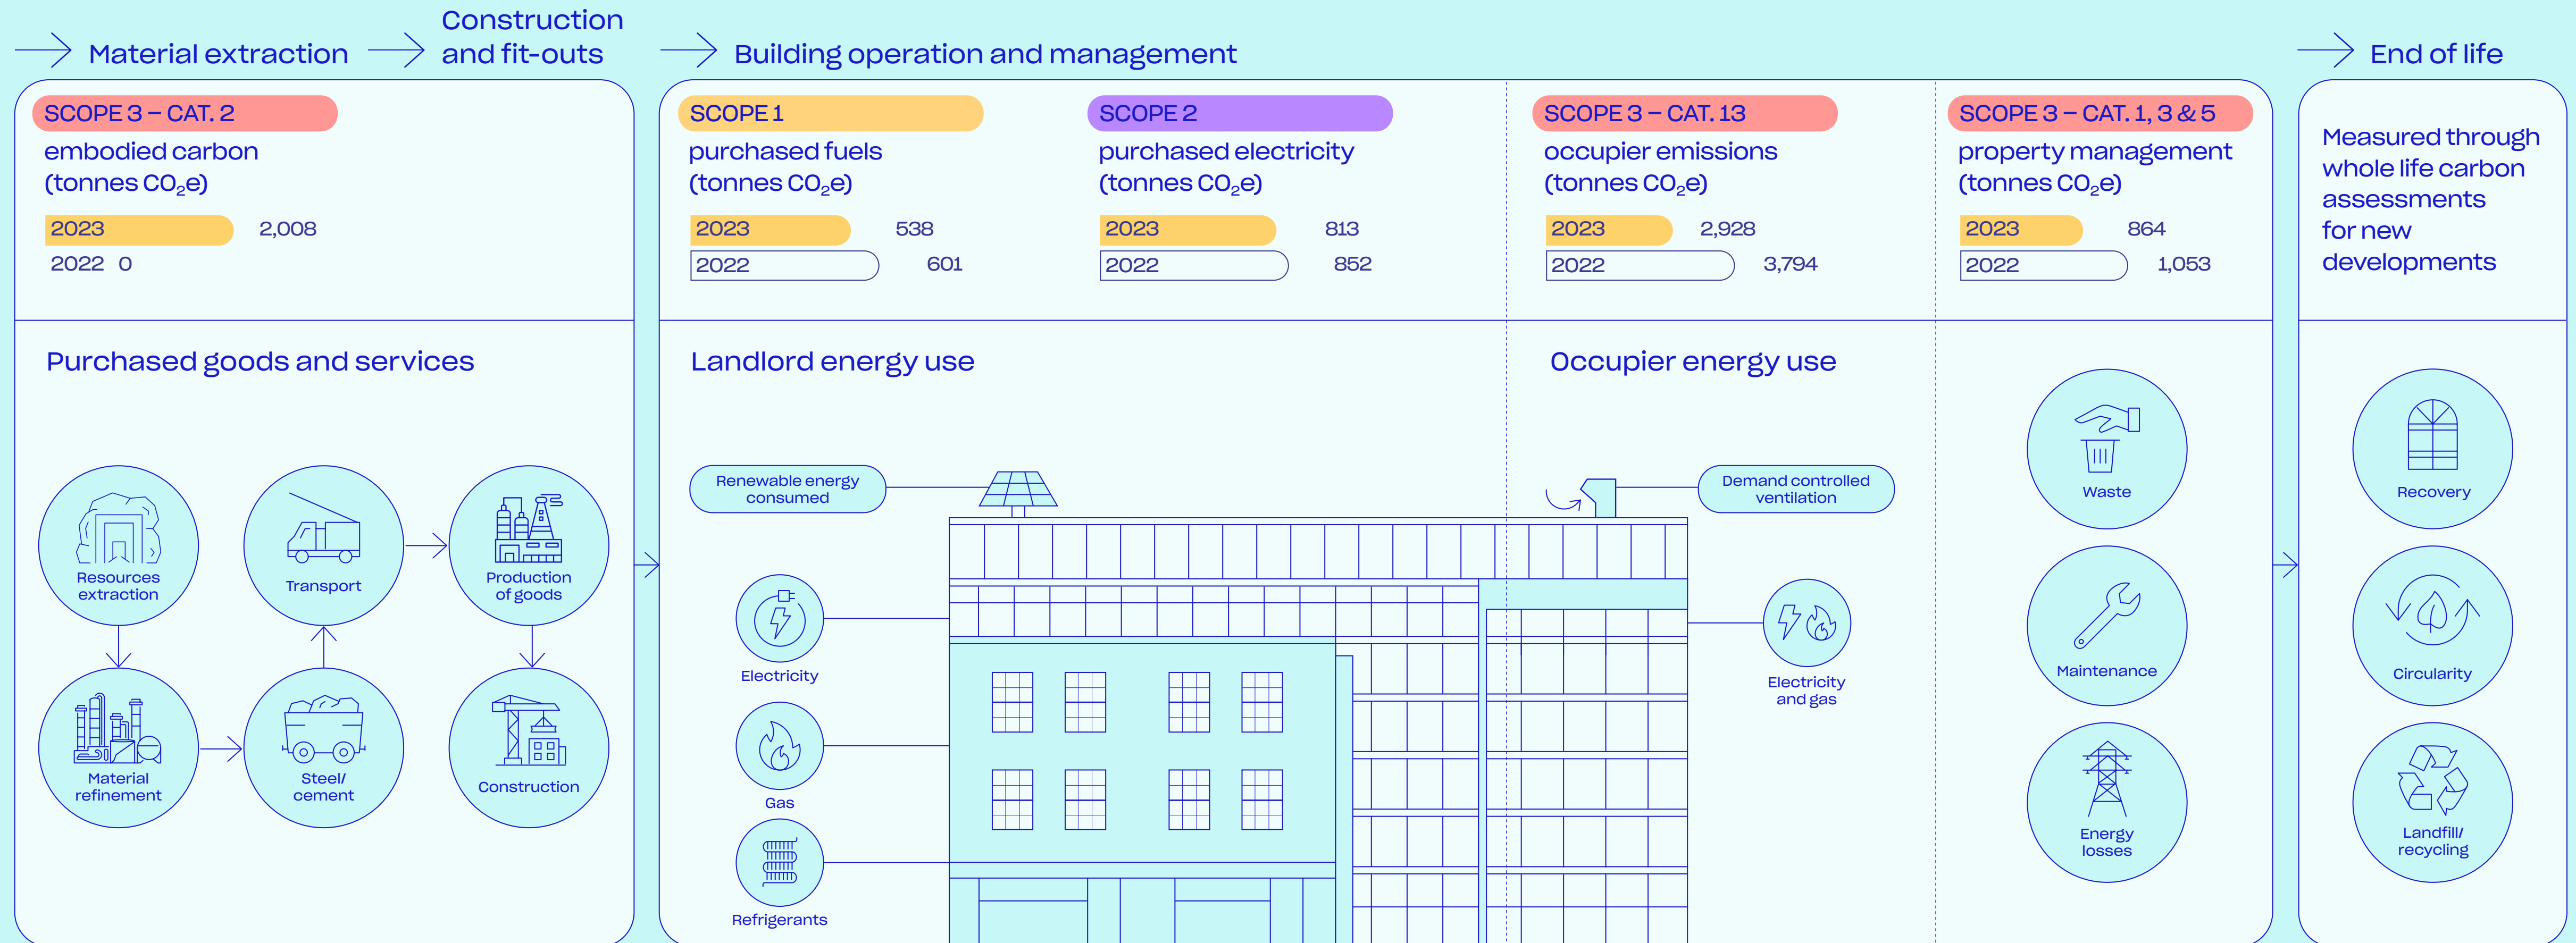 Material extraction
Construction
and fit-outs
Building operation and management
End of life
SCOPE 3 – CAT. 2
embodied carbon
(tonnes CO₂e)
2023 2,008
2022 0
SCOPE 1
purchased fuels
(tonnes CO₂e)
2023 538
2022 601
SCOPE 2
purchased electricity
(tonnes CO₂e)
2023 813
2022 852
SCOPE 3 – CAT. 13
occupier emissions
(tonnes CO₂e)
2023 2,928
2022 3,794
SCOPE 3 – CAT. 1, 3 & 5
property management
(tonnes CO₂e)
2023 864
2022 1,053
Measured through
whole life carbon
assessments
for new
developments
Purchased goods and services
Resources
extraction
Transport
Production
of goods
Material
refinement
Steel/
cement
Construction
Landlord energy use
Renewable energy
consumed
Electricity
Gas
Refrigerants
Occupier energy use
Demand controlled
ventilation
Electricity
and gas
Waste
Maintenance
Energy
losses
Recovery
Circularity
Landfill/
recycling